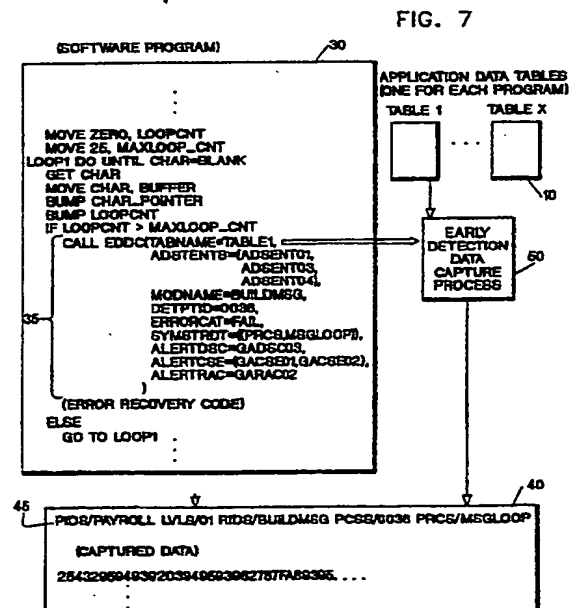 FIG. 7
(SOFTWARE PROGRAM)
30
APPLICATION DATA TABLES
(ONE FOR EACH PROGRAM)
TABLE 1 ... TABLE X
10
MOVE ZERO, LOOPCNT
MOVE 25, MAXLOOP_CNT
LOOP1 DO UNTIL CHAR=BLANK
GET CHAR
MOVE CHAR, BUFFER
BUMP CHAR_POINTER
BUMP LOOPCNT
IF LOOPCNT > MAXLOOP_CNT
CALL EDDC(TABNAME=TABLE1,
ADSTENTS=(ADSENT01,
ADSENT03,
ADSENT04),
MODNAME=BUILDMSG,
DETPTID=0036,
ERRORCAT=FAIL,
SYMSTRDT=((PRCS,MSGLOOP)),
ALERTDSC=GADSC03,
ALERTCSE=(GACSE01,GACSE02),
ALERTRAC=GARAC02
)
35
(ERROR RECOVERY CODE)
ELSE
GO TO LOOP1
EARLY
DETECTION
DATA
CAPTURE
PROCESS
50
40
45
PIDS/PAYROLL LVLS/01 RIDS/BUILDMSG PCSS/0036 PRCS/MSGLOOP
(CAPTURED DATA)